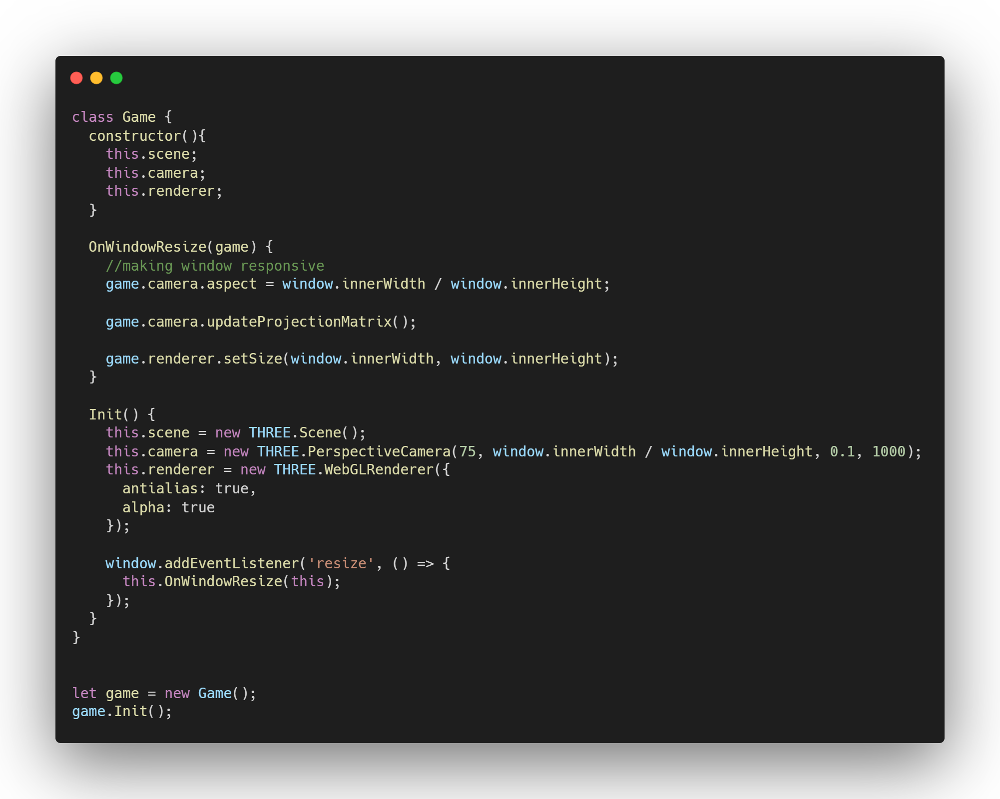 class Game {
  constructor(){
    this.scene;
    this.camera;
    this.renderer;
  }

  OnWindowResize(game) {
    //making window responsive
    game.camera.aspect = window.innerWidth / window.innerHeight;

    game.camera.updateProjectionMatrix();

    game.renderer.setSize(window.innerWidth, window.innerHeight);
  }

  Init() {
    this.scene = new THREE.Scene();
    this.camera = new THREE.PerspectiveCamera(75, window.innerWidth / window.innerHeight, 0.1, 1000);
    this.renderer = new THREE.WebGLRenderer({
      antialias: true,
      alpha: true
    });

    window.addEventListener('resize', () => {
      this.OnWindowResize(this);
    });
  }
}


let game = new Game();
game.Init();